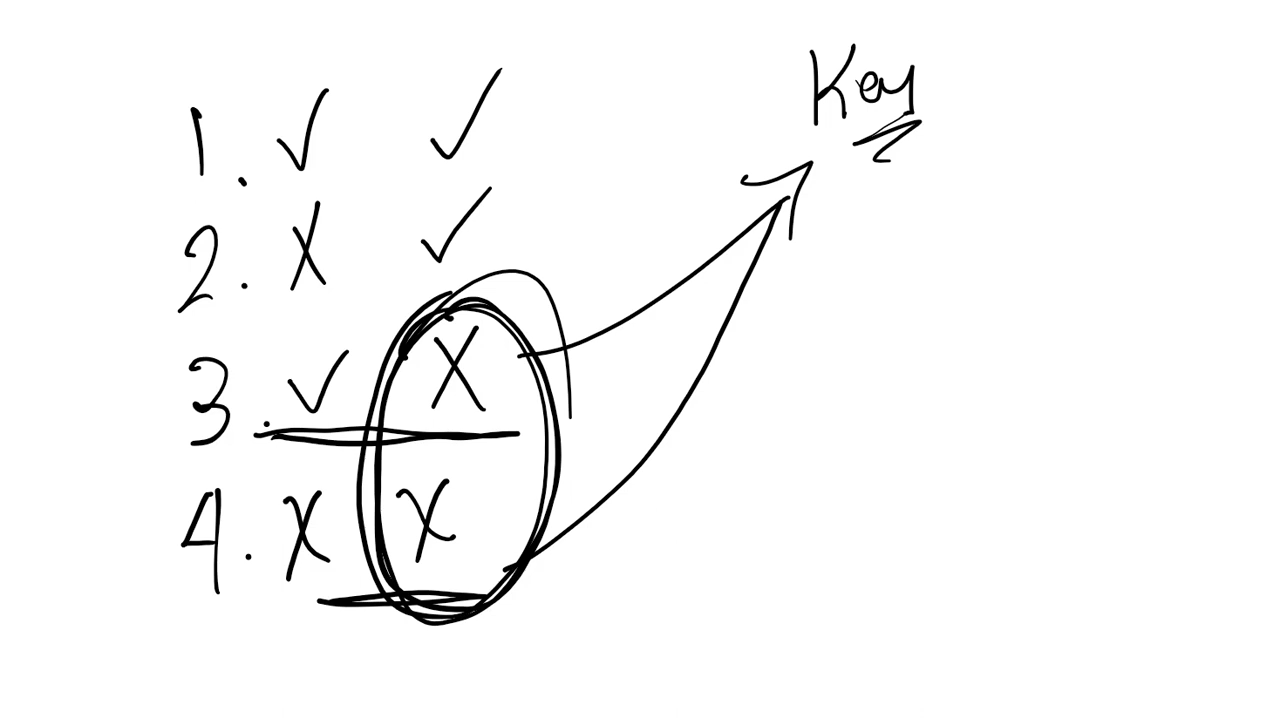 Key
1. ✓ ✓
2. X ✓
3. ✓ X
4. X X